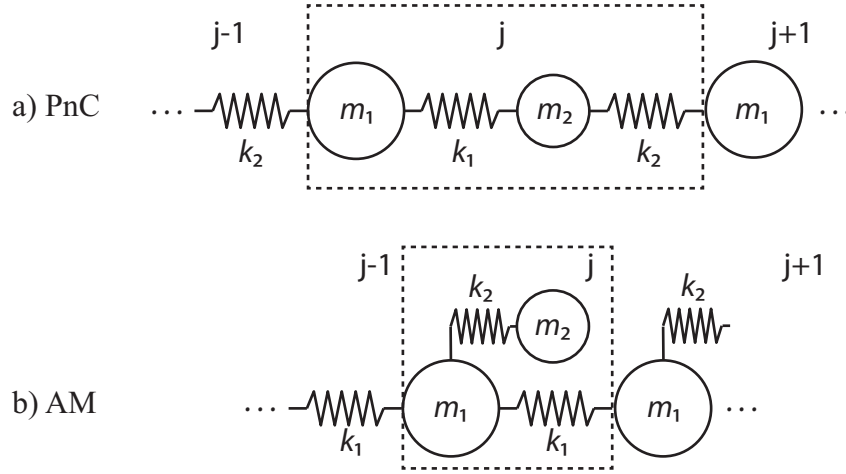 j-1 j j+1
a) PnC ... m₁ m₂ m₁ ...
k₂ k₁ k₂
j-1 j j+1
k₂ k₂
m₂
b) AM ... m₁ m₁ ...
k₁ k₁